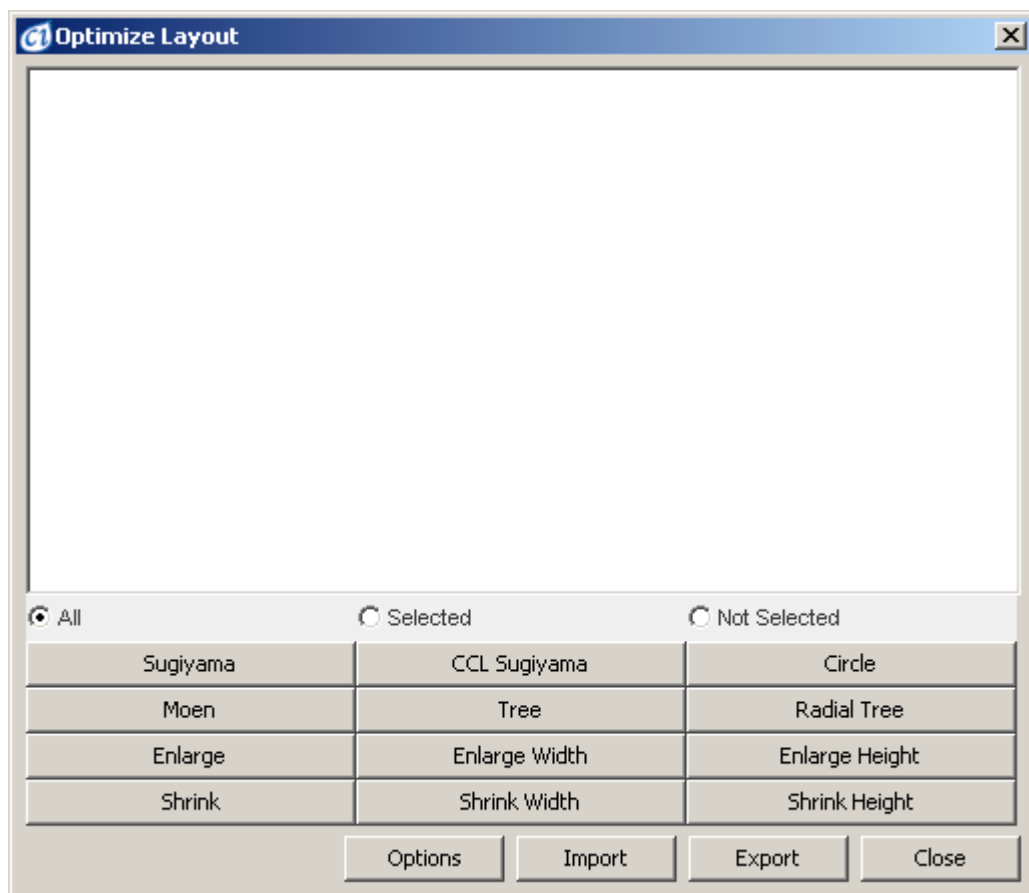 Optimize Layout
All Selected Not Selected
Sugiyama CCL Sugiyama Circle
Moen Tree Radial Tree
Enlarge Enlarge Width Enlarge Height
Shrink Shrink Width Shrink Height
Options Import Export Close